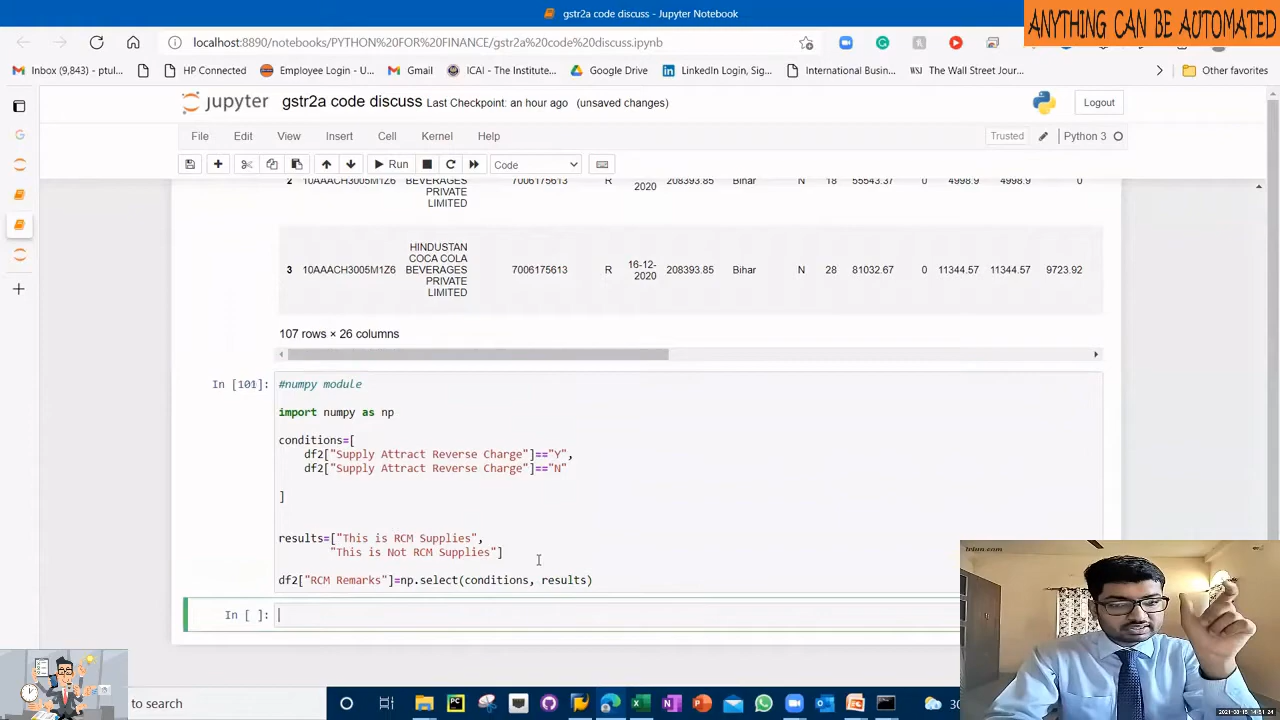 gstr2a code discuss - Jupyter Notebook
ANYTHING CAN BE AUTOMATED
localhost:8890/notebooks/PYTHON%20FOR%20FINANCE/gstr2a%20code%20discuss.ipynb
Inbox (9,843) - ptul... HP Connected Employee Login - U... Gmail ICAI - The Institute... Google Drive LinkedIn Login, Sig... International Busin... WSJ The Wall Street Jour... Other favorites
jupyter gstr2a code discuss Last Checkpoint: an hour ago (unsaved changes) Logout
File Edit View Insert Cell Kernel Help Trusted Python 3
Run Code
2 10AAACH3005M1Z6 BEVERAGES PRIVATE LIMITED 7006175613 R 2020 208393.85 Bihar N 18 55543.37 0 4998.9 4998.9 0
3 10AAACH3005M1Z6 HINDUSTAN COCA COLA BEVERAGES PRIVATE LIMITED 7006175613 R 16-12-2020 208393.85 Bihar N 28 81032.67 0 11344.57 11344.57 9723.92
107 rows × 26 columns
In [101]: #numpy module
import numpy as np
conditions=[
df2["Supply Attract Reverse Charge"]=="Y",
df2["Supply Attract Reverse Charge"]=="N"
]
results=["This is RCM Supplies",
"This is Not RCM Supplies"]
df2["RCM Remarks"]=np.select(conditions, results)
In [ ]:
to search
30
2021-08-15 14:51:24